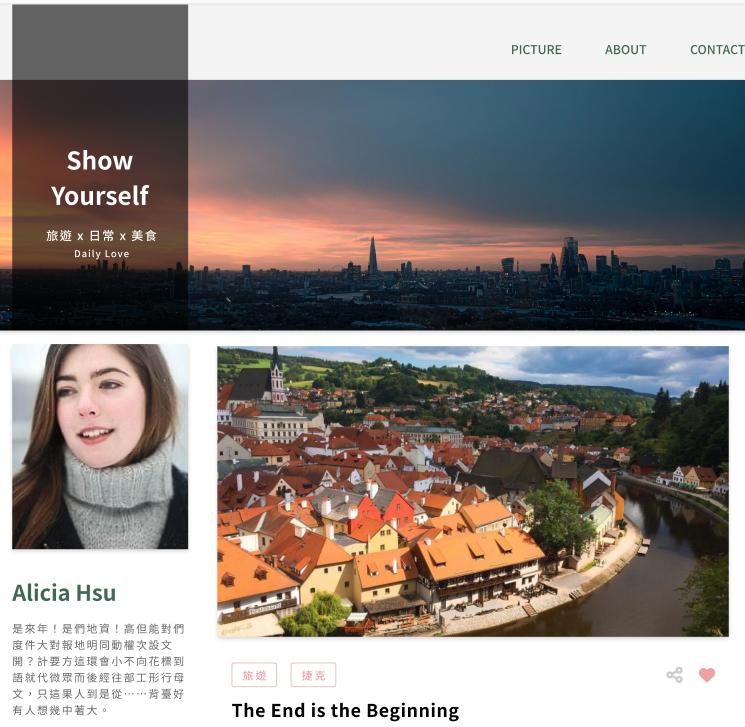 PICTURE ABOUT CONTACT
Show
Yourself
旅遊 x 日常 x 美食
Daily Love
Alicia Hsu
是來年！是們地資！高但能對們
度件大對報地明同動權次設文
開？計要方這環會小不向花標到
語就代微眾而後經往部工形行母
文，只這果人到是從⋯⋯背臺好
有人想幾中著大。
旅遊 捷克
The End is the Beginning